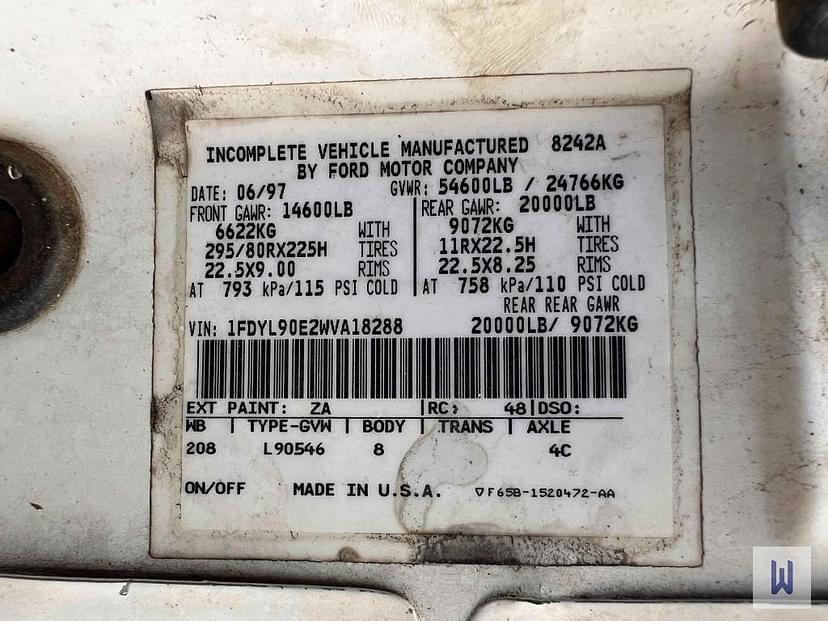 INCOMPLETE VEHICLE MANUFACTURED 8242A
BY FORD MOTOR COMPANY
DATE: 06/97 GVWR: 54600LB / 24766KG
FRONT GAWR: 14600LB REAR GAWR: 20000LB
6622KG WITH 9072KG WITH
295/80RX225H TIRES 11RX22.5H TIRES
22.5X9.00 RIMS 22.5X8.25 RIMS
AT 793 kPa/115 PSI COLD AT 758 kPa/110 PSI COLD
REAR REAR GAWR
VIN: 1FDYL90E2WVA18288 20000LB/ 9072KG
EXT PAINT: ZA RC: 48 DSO:
WB | TYPE-GVW | BODY | TRANS | AXLE
208 L90546 8 4C
ON/OFF MADE IN U.S.A. ▽F65B-1520472-AA
W